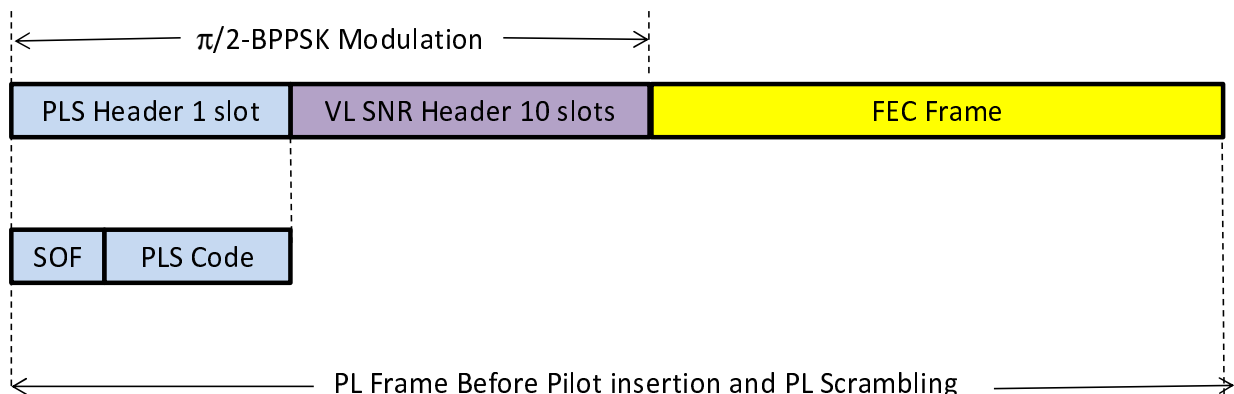 π/2-BPPSK Modulation
PLS Header 1 slot VL SNR Header 10 slots FEC Frame
SOF PLS Code
PL Frame Before Pilot insertion and PL Scrambling